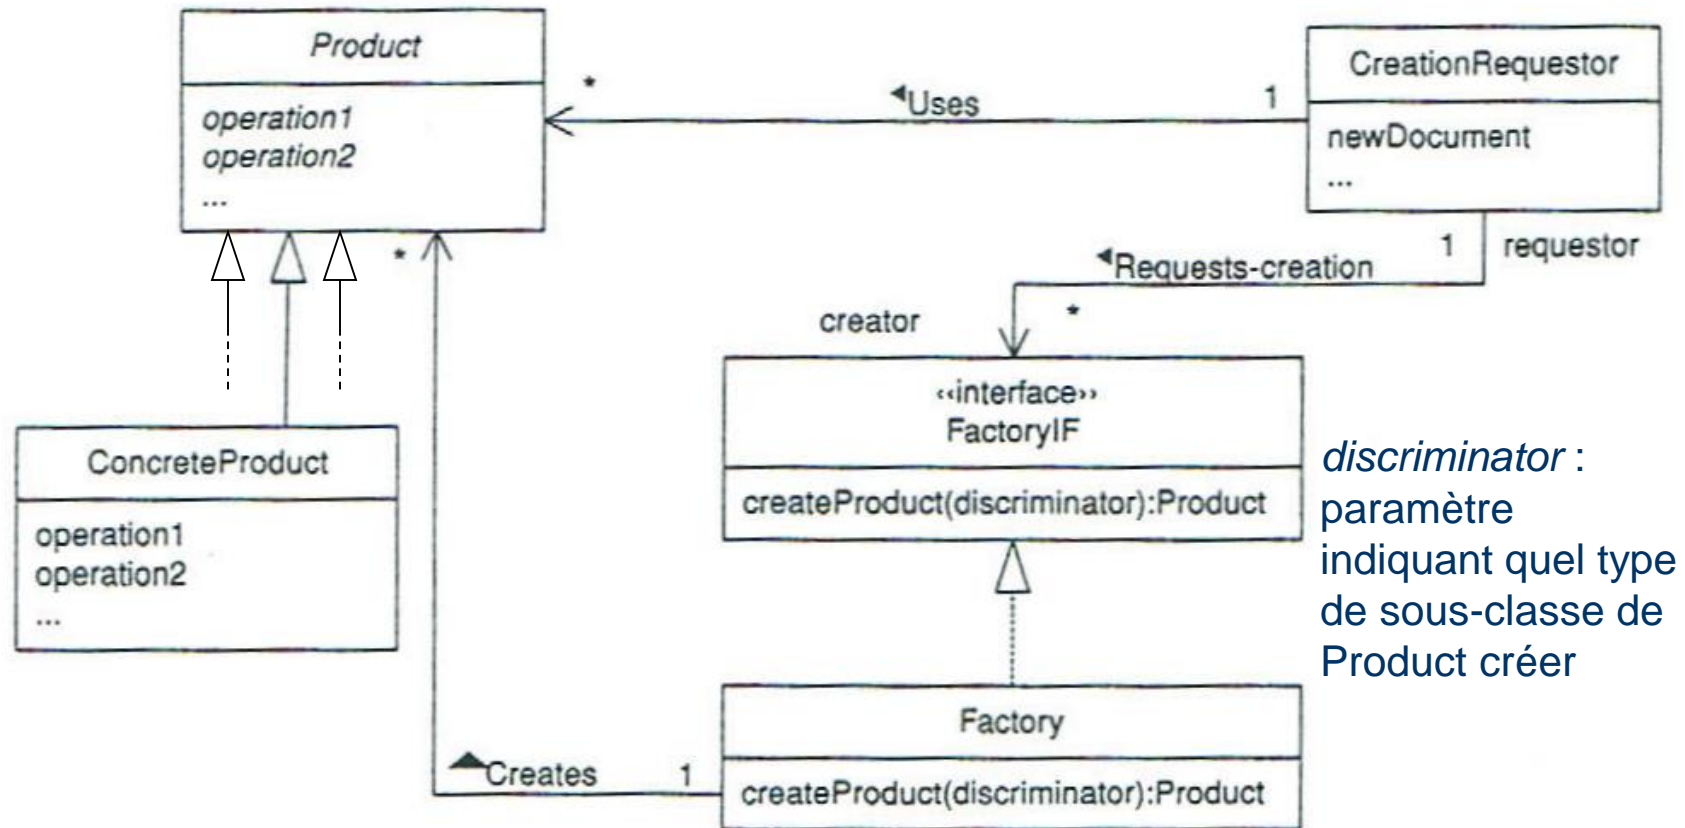 Product
operation1
operation2
...
*
◄Uses
1
CreationRequestor
newDocument
...
1
requestor
◄Requests-creation
*
creator
*
«interface»
FactoryIF
createProduct(discriminator):Product
ConcreteProduct
operation1
operation2
...
discriminator :
paramètre
indiquant quel type
de sous-classe de
Product créer
Factory
createProduct(discriminator):Product
▲Creates
1